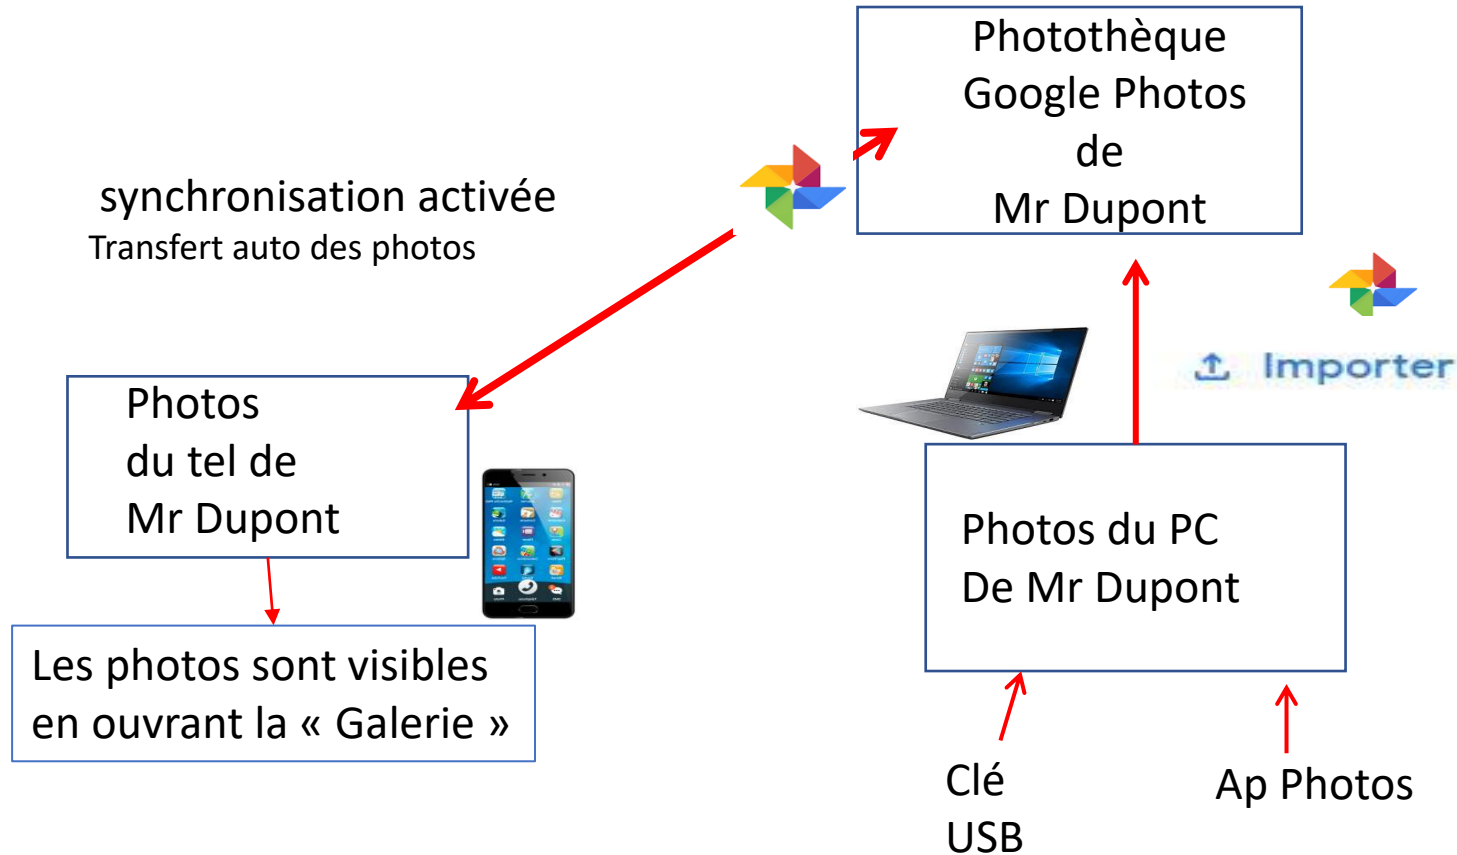 Photothèque
Google Photos
de
Mr Dupont
synchronisation activée
Transfert auto des photos
Importer
Photos
du tel de
Mr Dupont
Photos du PC
De Mr Dupont
Les photos sont visibles
en ouvrant la « Galerie »
Clé
USB
Ap Photos